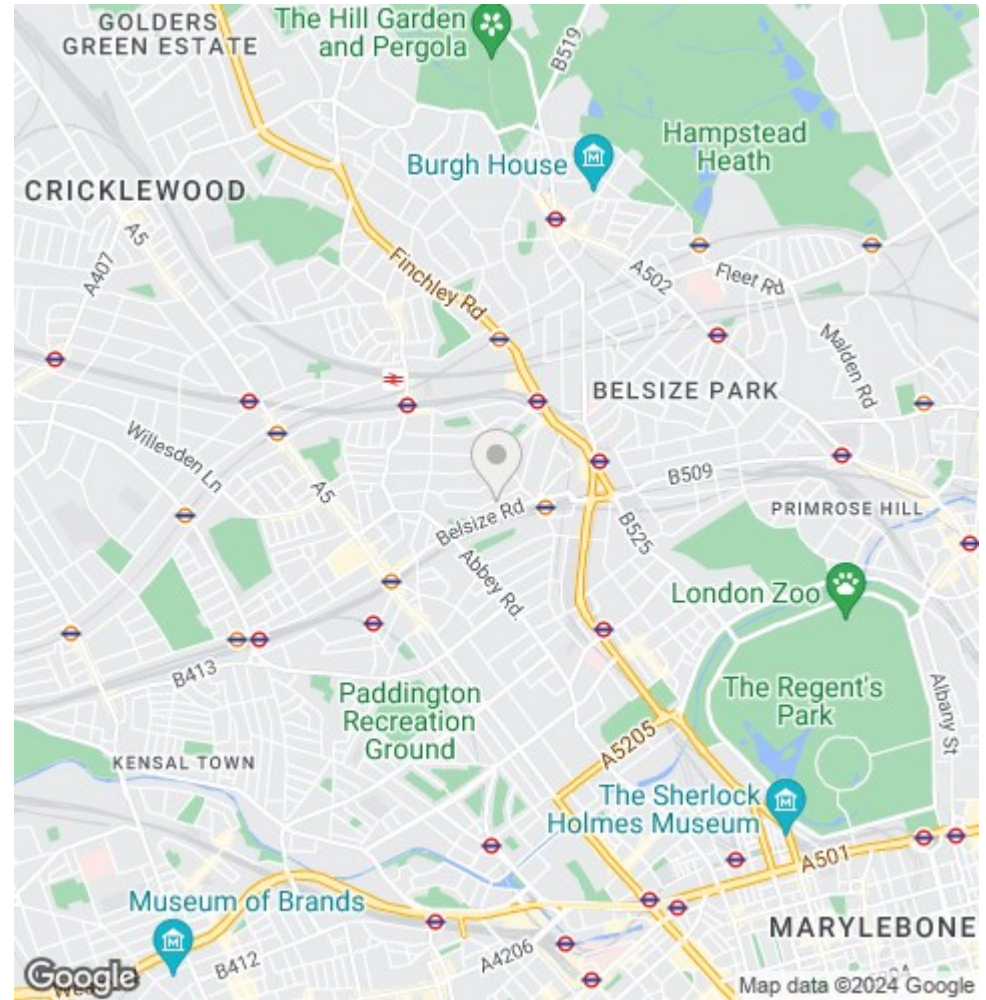 GOLDERS
GREEN ESTATE
The Hill Garden
and Pergola
B519
Hampstead
Heath
Burgh House
CRICKLEWOOD
A5
A407
Finchley Rd
A502
Fleet Rd
Malden Rd
BELSIZE PARK
Willesden Ln
A5
B509
Belsize Rd
PRIMROSE HILL
B525
Abbey Rd.
London Zoo
B413
Paddington
Recreation
Ground
The Regent's
Park
Albany St
A5205
KENSAL TOWN
The Sherlock
Holmes Museum
A501
Museum of Brands
MARYLEBONE
A4206
B412
Google
Map data ©2024 Google